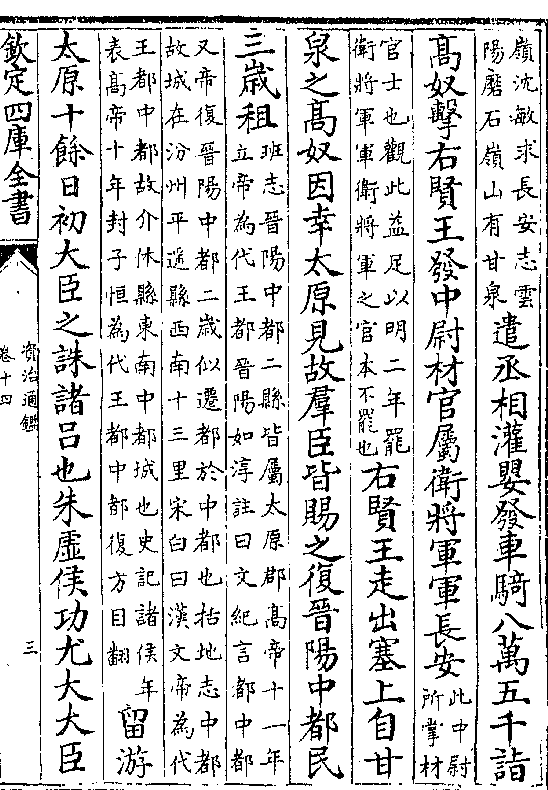 嶺沈敏求長安志雲
陽磨石嶺山有甘泉
遣丞相灌嬰發車騎八萬五千詣
高奴擊右賢王發中尉材官屬衛將軍軍長安
此中尉
所掌材
官士也觀此益足以明二年罷
衛將軍軍衛將軍之官本不罷也
右賢王走出塞上自甘
泉之高奴因幸太原見故羣臣皆賜之復晉陽中都民
三歲租
班志晉陽中都二縣皆屬太原郡高帝十一年
立帝為代王都晉陽如淳註曰文紀言都中都
又帝復晉陽中都二歲似遷都於中都也括地志中都
故城在汾州平遥縣西南十三里宋白曰漢文帝為代
王都中都故介休縣東南中都城也史記諸侯年
表高帝十年封子恒為代王都中都復方目翻
留游
太原十餘日初大臣之誅諸吕也朱虛侯功尤大大臣
欽定四庫全書
資治通鑑
卷十四
三